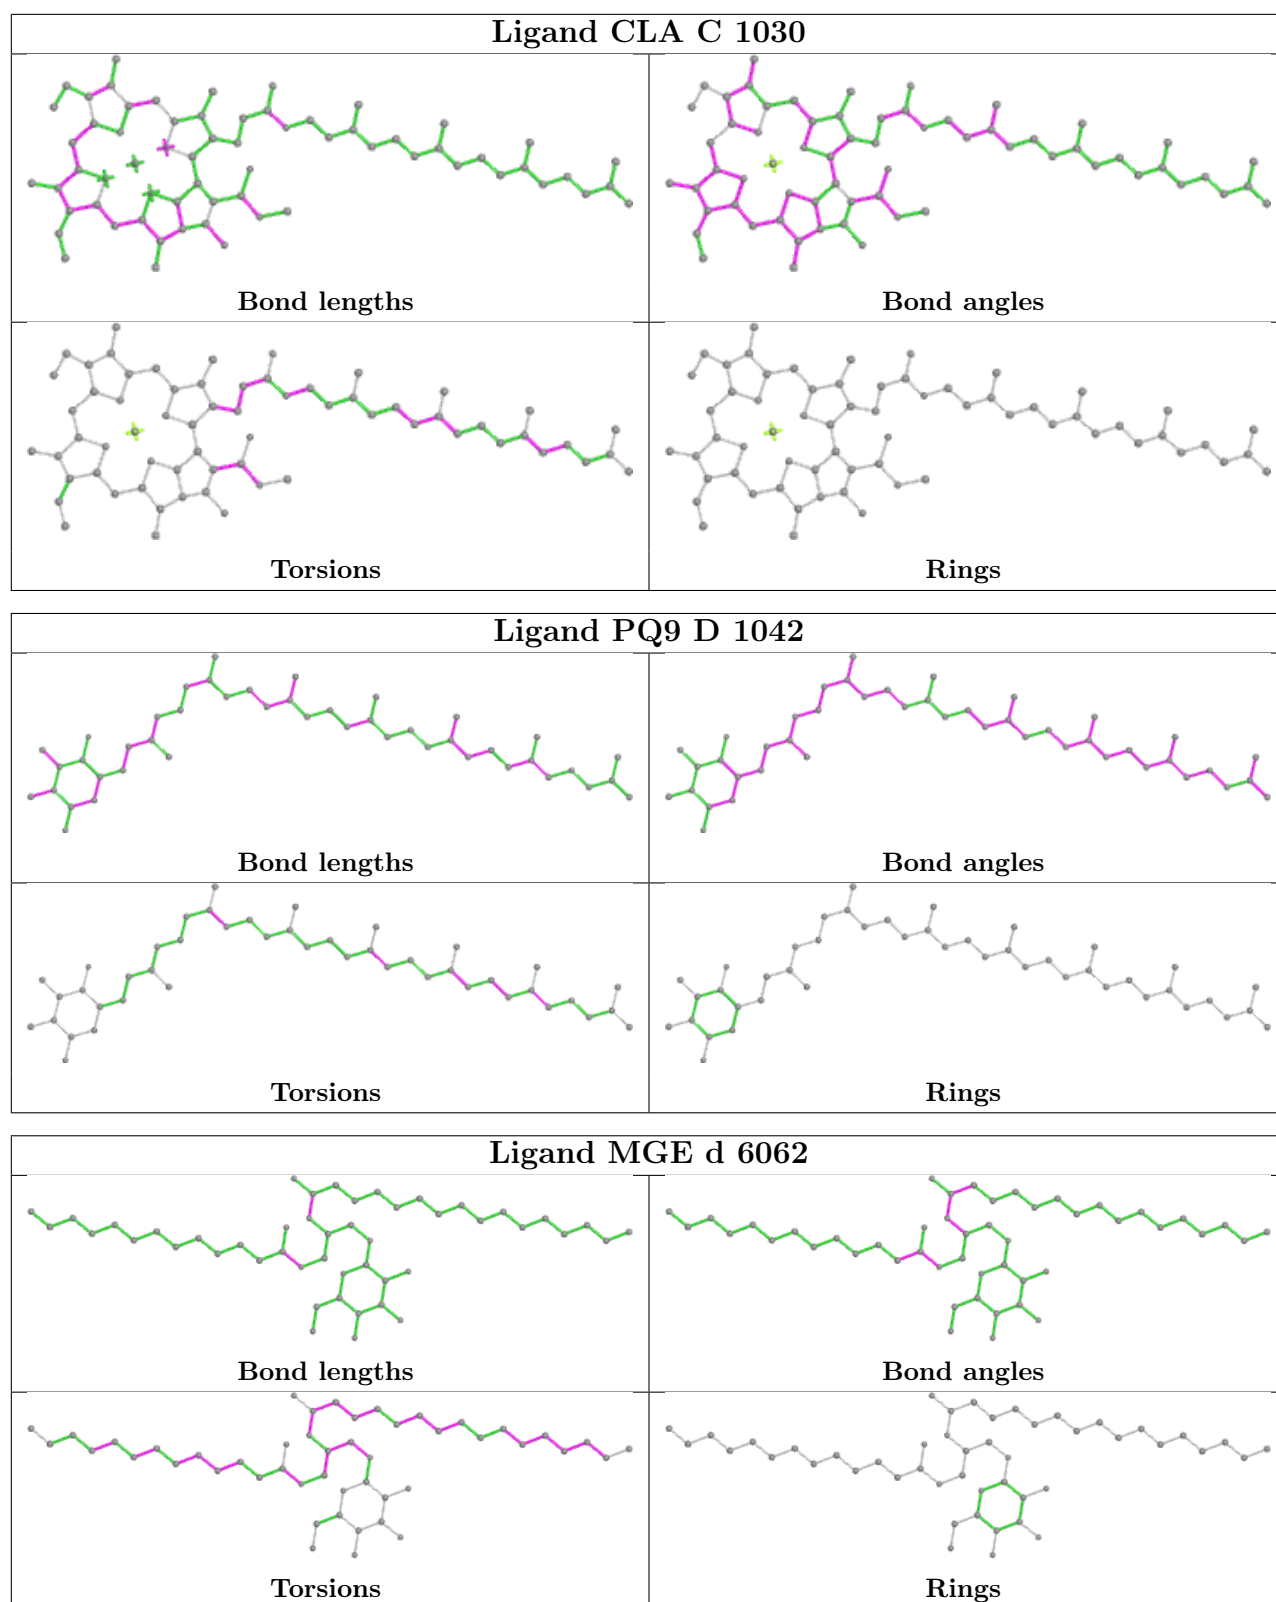 Ligand CLA C 1030
Bond lengths
Bond angles
Torsions
Rings
Ligand PQ9 D 1042
Bond lengths
Bond angles
Torsions
Rings
Ligand MGE d 6062
Bond lengths
Bond angles
Torsions
Rings